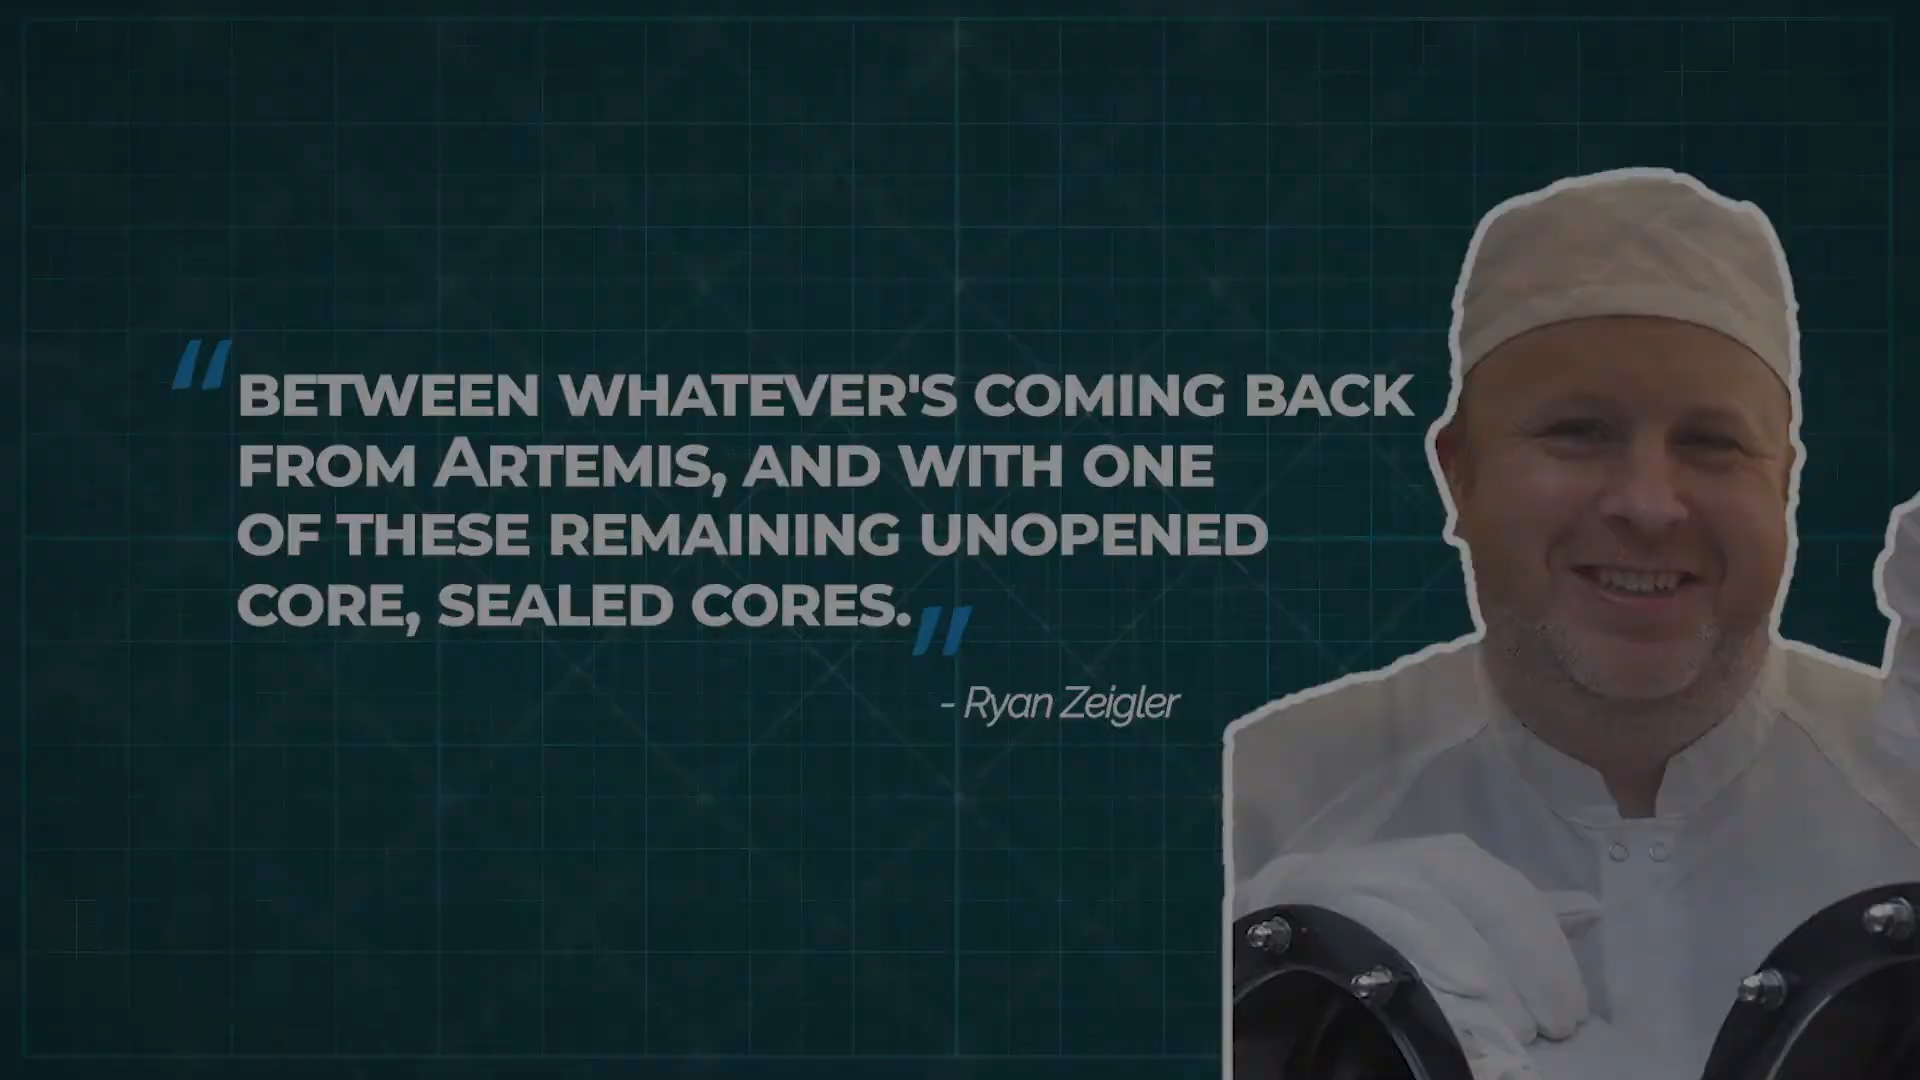 "BETWEEN WHATEVER'S COMING BACK
FROM ARTEMIS, AND WITH ONE
OF THESE REMAINING UNOPENED
CORE, SEALED CORES."
- Ryan Zeigler